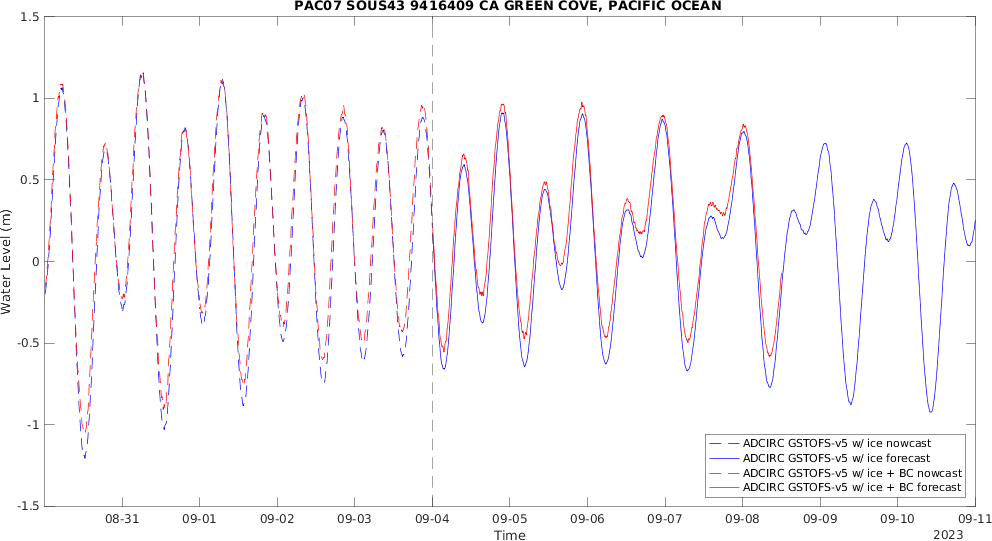 PAC07 SOUS43 9416409 CA GREEN COVE, PACIFIC OCEAN
1.5
1
0.5
0
-0.5
-1
-1.5
Water Level (m)
ADCIRC GSTOFS-v5 w/ ice nowcast
ADCIRC GSTOFS-v5 w/ ice forecast
ADCIRC GSTOFS-v5 w/ ice + BC nowcast
ADCIRC GSTOFS-v5 w/ ice + BC forecast
08-31 09-01 09-02 09-03 09-04 09-05 09-06 09-07 09-08 09-09 09-10 09-11
Time
2023